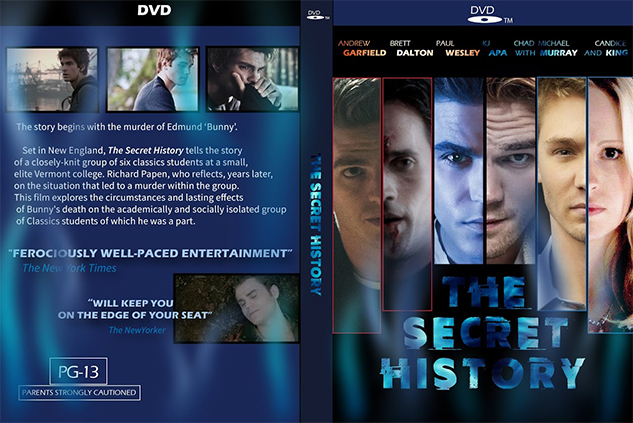 DVD
The story begins with the murder of Edmund 'Bunny'.
Set in New England, The Secret History tells the story
of a closely-knit group of six classics students at a small,
elite Vermont college. Richard Papen, who reflects, years later,
on the situation that led to a murder within the group.
This film explores the circumstances and lasting effects
of Bunny's death on the academically and socially isolated group
of Classics students of which he was a part.
"FEROCIOUSLY WELL-PACED ENTERTAINMENT"
The New York Times
"WILL KEEP YOU
ON THE EDGE OF YOUR SEAT"
The NewYorker
PG-13
PARENTS STRONGLY CAUTIONED
DVD
THE SECRET HISTORY
DVD
TM
ANDREW BRETT PAUL KJ CHAD MICHAEL CANDICE
GARFIELD DALTON WESLEY APA WITH MURRAY AND KING
THE
SECRET
HISTORY